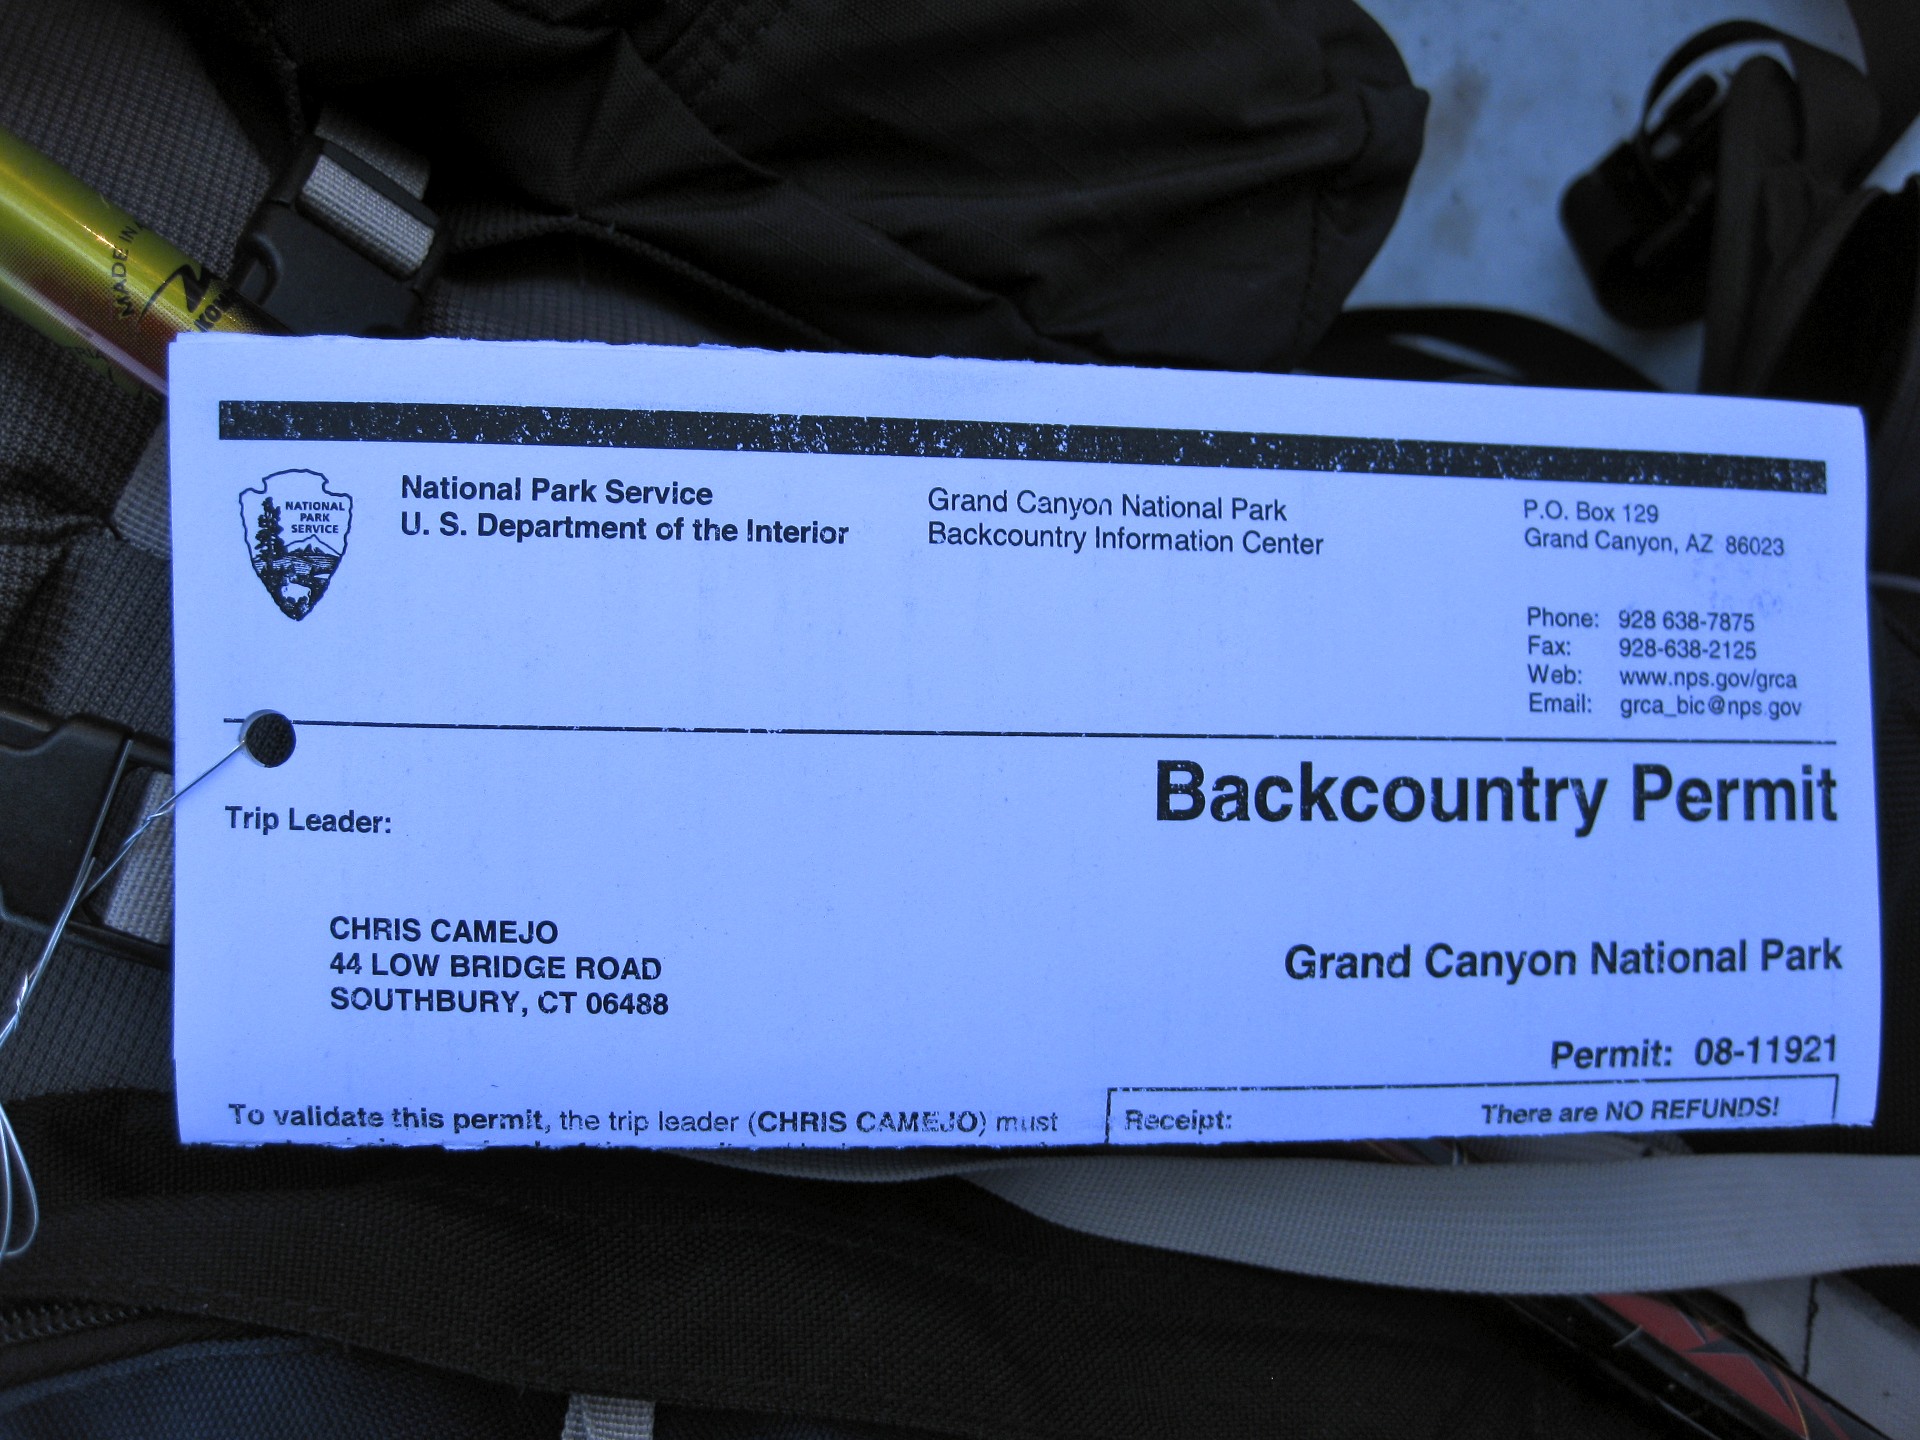 MADE IN
NATIONAL
PARK
SERVICE
National Park Service
U. S. Department of the Interior
Grand Canyon National Park
Backcountry Information Center
P.O. Box 129
Grand Canyon, AZ 86023
Phone: 928 638-7875
Fax: 928-638-2125
Web: www.nps.gov/grca
Email: grca_bic@nps.gov
Backcountry Permit
Trip Leader:
CHRIS CAMEJO
44 LOW BRIDGE ROAD
SOUTHBURY, CT 06488
Grand Canyon National Park
Permit: 08-11921
To validate this permit, the trip leader (CHRIS CAMEJO) must
Receipt: There are NO REFUNDS!